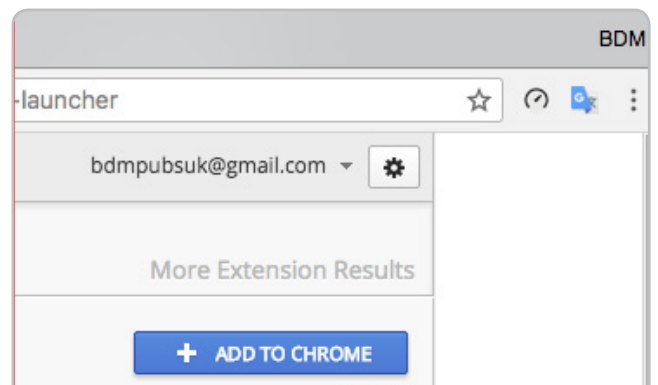 BDM
-launcher
bdmpubsuk@gmail.com
More Extension Results
+ ADD TO CHROME